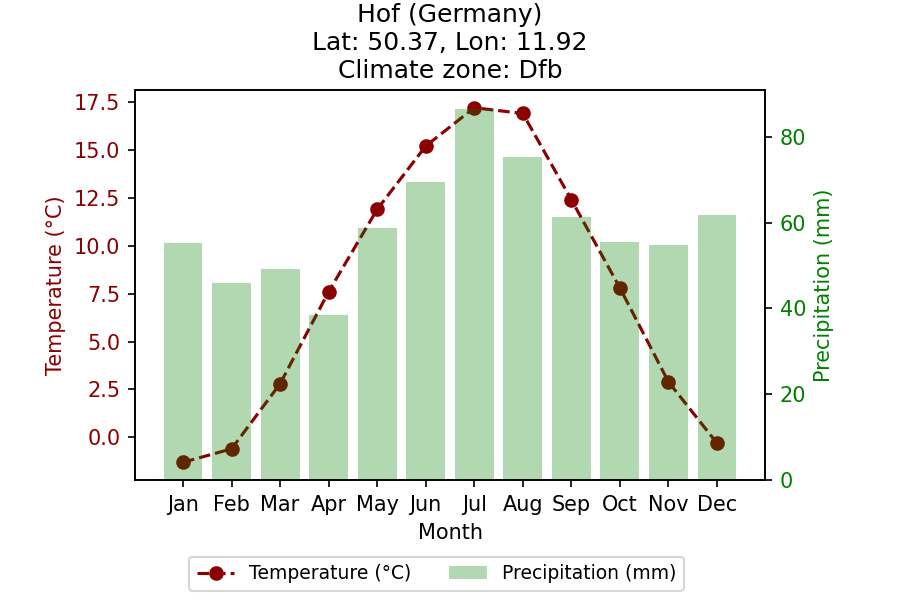 Hof (Germany)
Lat: 50.37, Lon: 11.92
Climate zone: Dfb
17.5
15.0
12.5
10.0
7.5
5.0
2.5
0.0
Temperature (°C)
80
60
40
20
0
Precipitation (mm)
Jan Feb Mar Apr May Jun Jul Aug Sep Oct Nov Dec
Month
Temperature (°C) Precipitation (mm)